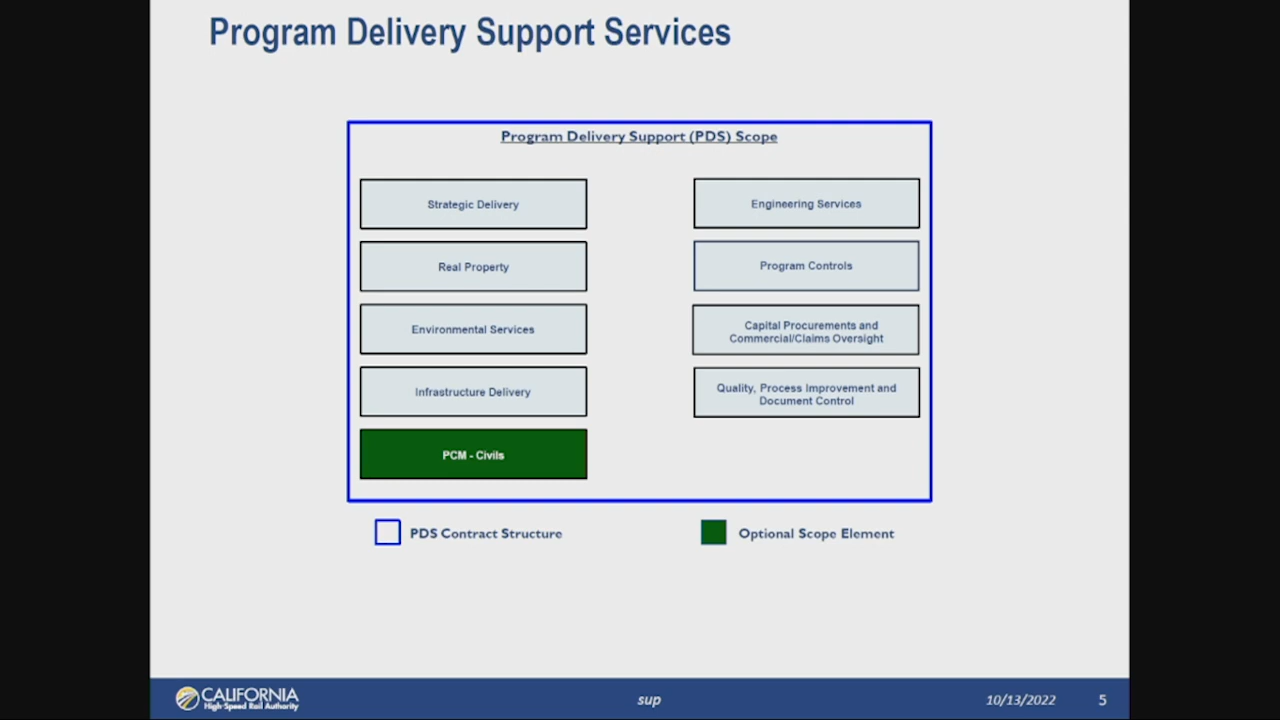 Program Delivery Support Services
Program Delivery Support (PDS) Scope
Strategic Delivery
Real Property
Environmental Services
Infrastructure Delivery
PCM - Civils
Engineering Services
Program Controls
Capital Procurements and
Commercial/Claims Oversight
Quality, Process Improvement and
Document Control
PDS Contract Structure
Optional Scope Element
CALIFORNIA
High-Speed Rail Authority
sup
10/13/2022
5